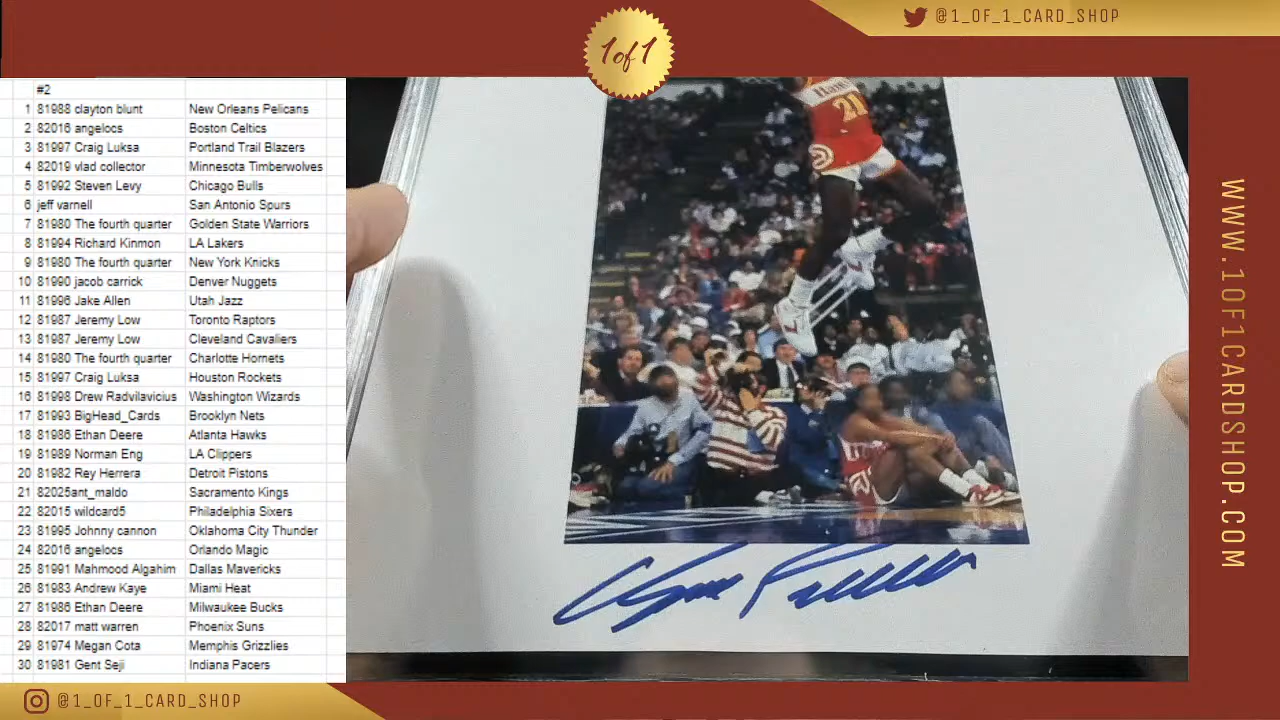 @1_OF_1_CARD_SHOP
1of1
#2
1 81988 clayton blunt New Orleans Pelicans
2 82016 angelocs Boston Celtics
3 81997 Craig Luksa Portland Trail Blazers
4 82019 vlad collector Minnesota Timberwolves
5 81992 Steven Levy Chicago Bulls
6 jeff varnell San Antonio Spurs
7 81980 The fourth quarter Golden State Warriors
8 81994 Richard Kinmon LA Lakers
9 81980 The fourth quarter New York Knicks
10 81990 jacob carrick Denver Nuggets
11 81996 Jake Allen Utah Jazz
12 81987 Jeremy Low Toronto Raptors
13 81987 Jeremy Low Cleveland Cavaliers
14 81980 The fourth quarter Charlotte Hornets
15 81997 Craig Luksa Houston Rockets
16 81998 Drew Radvilavicius Washington Wizards
17 81993 BigHead_Cards Brooklyn Nets
18 81986 Ethan Deere Atlanta Hawks
19 81989 Norman Eng LA Clippers
20 81982 Rey Herrera Detroit Pistons
21 82025ant_maldo Sacramento Kings
22 82015 wildcard5 Philadelphia Sixers
23 81995 Johnny cannon Oklahoma City Thunder
24 82016 angelocs Orlando Magic
25 81991 Mahmood Algahim Dallas Mavericks
26 81983 Andrew Kaye Miami Heat
27 81986 Ethan Deere Milwaukee Bucks
28 82017 matt warren Phoenix Suns
29 81974 Megan Cota Memphis Grizzlies
30 81981 Gent Seji Indiana Pacers
21
WWW.1OF1CARDSHOP.COM
@1_OF_1_CARD_SHOP